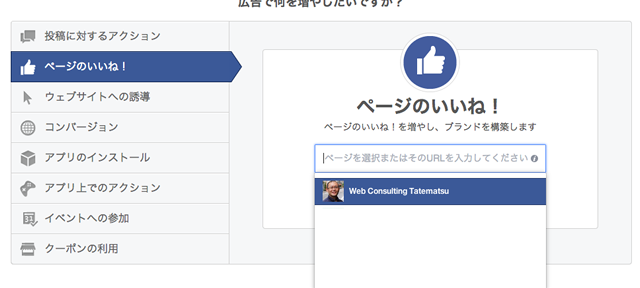 広告で何を増やしたいですか？
投稿に対するアクション
ページのいいね！
ウェブサイトへの誘導
コンバージョン
アプリのインストール
アプリ上でのアクション
イベントへの参加
クーポンの利用
ページのいいね！
ページのいいね！を増やし、ブランドを構築します
ページを選択またはそのURLを入力してください
Web Consulting Tatematsu